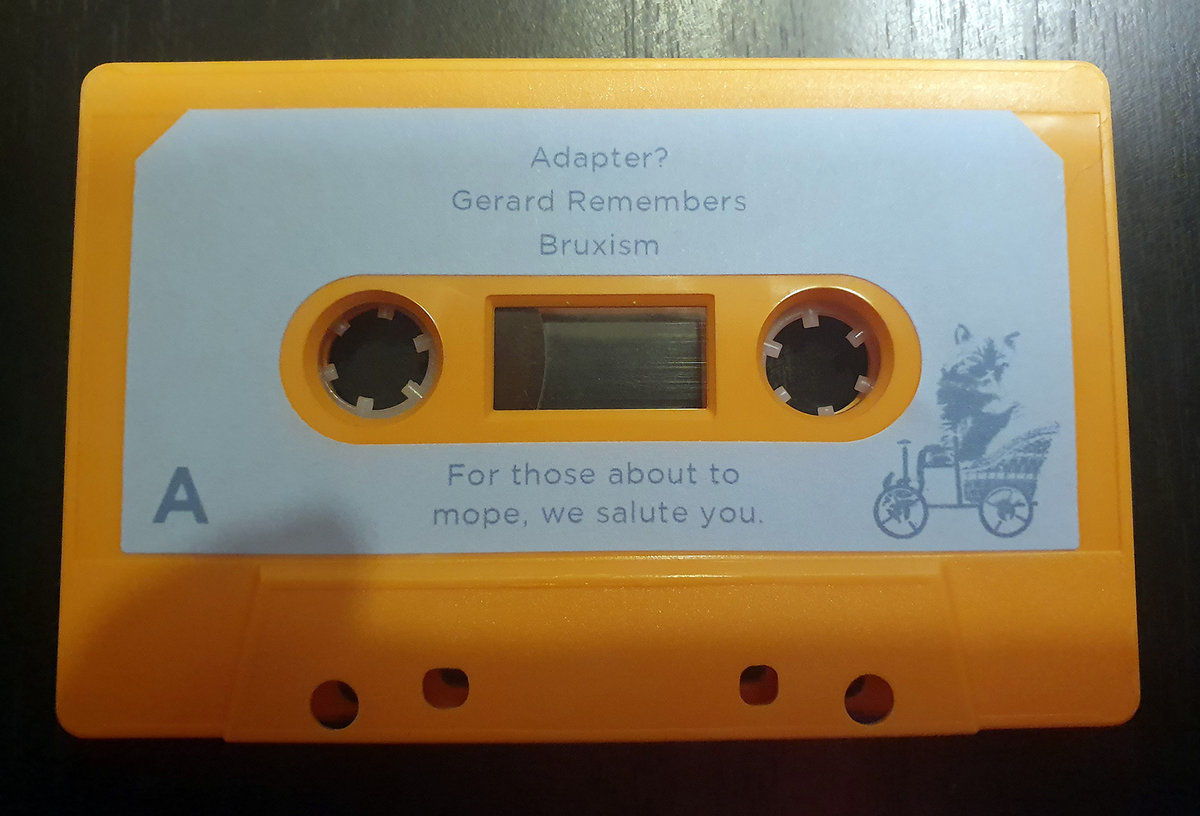 Adapter?
Gerard Remembers
Bruxism
A
For those about to
mope, we salute you.